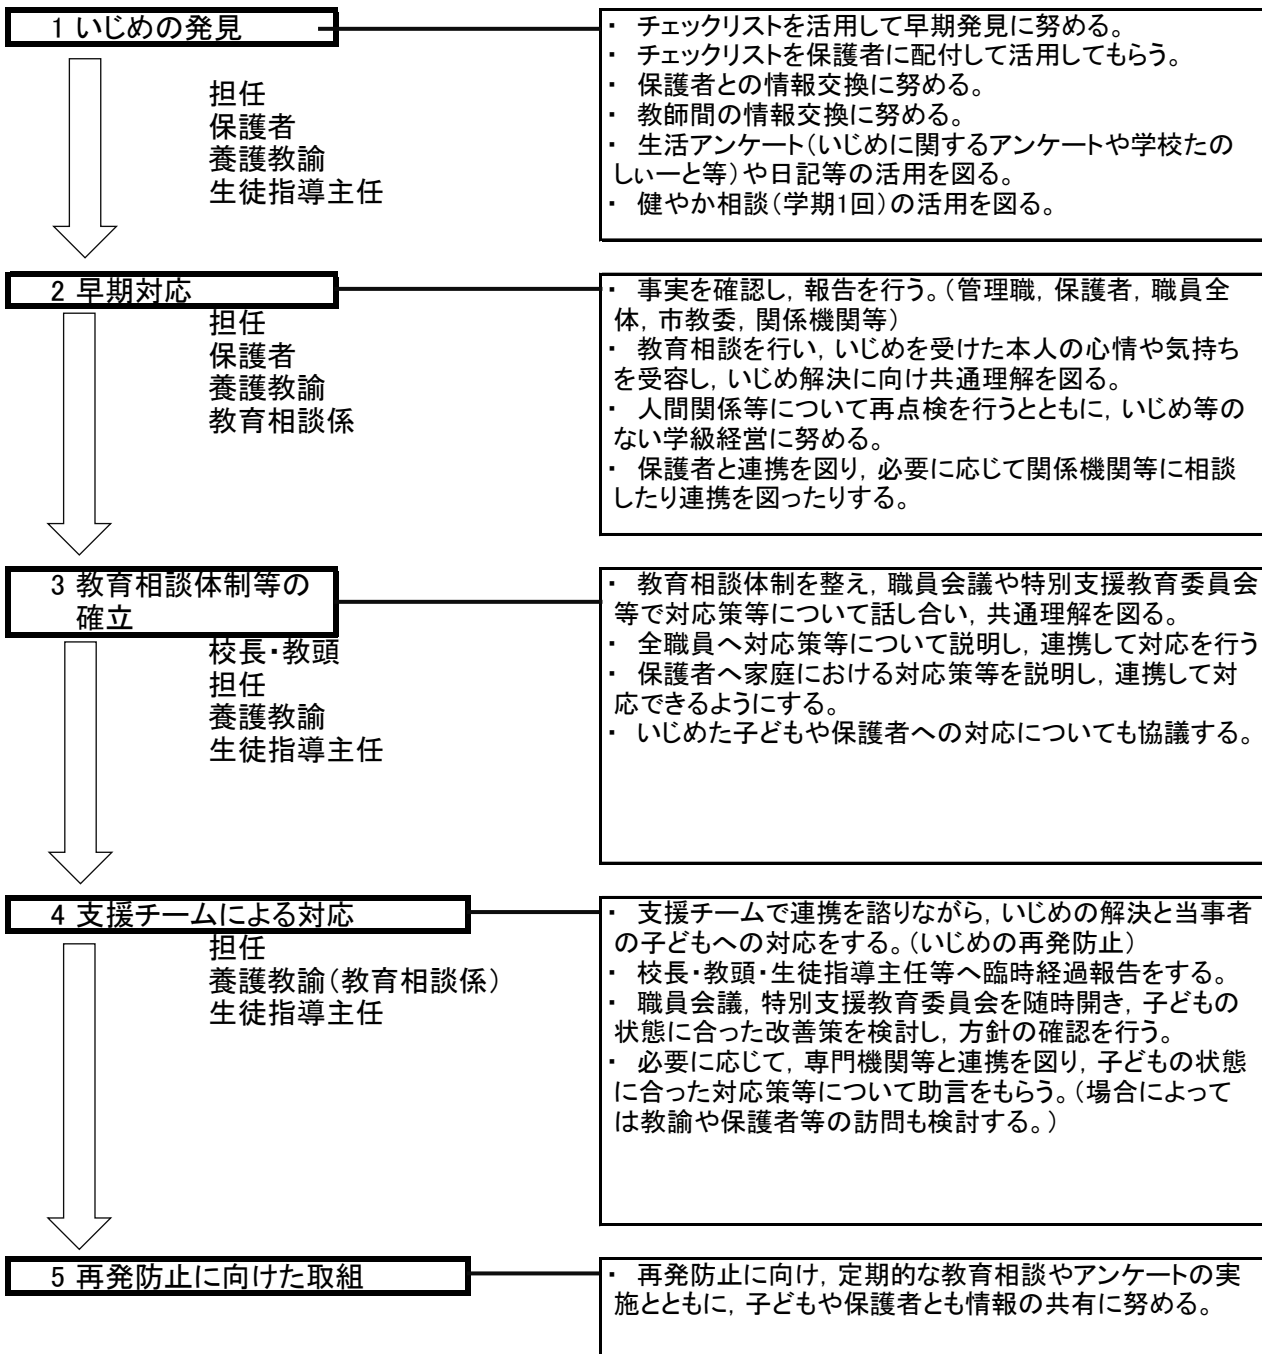 1 いじめの発見
担任
保護者
養護教諭
生徒指導主任
・ チェックリストを活用して早期発見に努める。
・ チェックリストを保護者に配付して活用してもらう。
・ 保護者との情報交換に努める。
・ 教師間の情報交換に努める。
・ 生活アンケート(いじめに関するアンケートや学校たの
しぃーと等)や日記等の活用を図る。
・ 健やか相談(学期1回)の活用を図る。
2 早期対応
担任
保護者
養護教諭
教育相談係
・ 事実を確認し,報告を行う。(管理職,保護者,職員全
体,市教委,関係機関等)
・ 教育相談を行い,いじめを受けた本人の心情や気持ち
を受容し,いじめ解決に向け共通理解を図る。
・ 人間関係等について再点検を行うとともに,いじめ等の
ない学級経営に努める。
・ 保護者と連携を図り,必要に応じて関係機関等に相談
したり連携を図ったりする。
3 教育相談体制等の
確立
校長・教頭
担任
養護教諭
生徒指導主任
・ 教育相談体制を整え,職員会議や特別支援教育委員会
等で対応策等について話し合い,共通理解を図る。
・ 全職員へ対応策等について説明し,連携して対応を行う
・ 保護者へ家庭における対応策等を説明し,連携して対
応できるようにする。
・ いじめた子どもや保護者への対応についても協議する。
4 支援チームによる対応
担任
養護教諭(教育相談係)
生徒指導主任
・ 支援チームで連携を諮りながら,いじめの解決と当事者
の子どもへの対応をする。(いじめの再発防止)
・ 校長・教頭・生徒指導主任等へ臨時経過報告をする。
・ 職員会議,特別支援教育委員会を随時開き,子どもの
状態に合った改善策を検討し,方針の確認を行う。
・ 必要に応じて,専門機関等と連携を図り,子どもの状態
に合った対応策等について助言をもらう。(場合によって
は教諭や保護者等の訪問も検討する。)
5 再発防止に向けた取組
・ 再発防止に向け,定期的な教育相談やアンケートの実
施とともに,子どもや保護者とも情報の共有に努める。